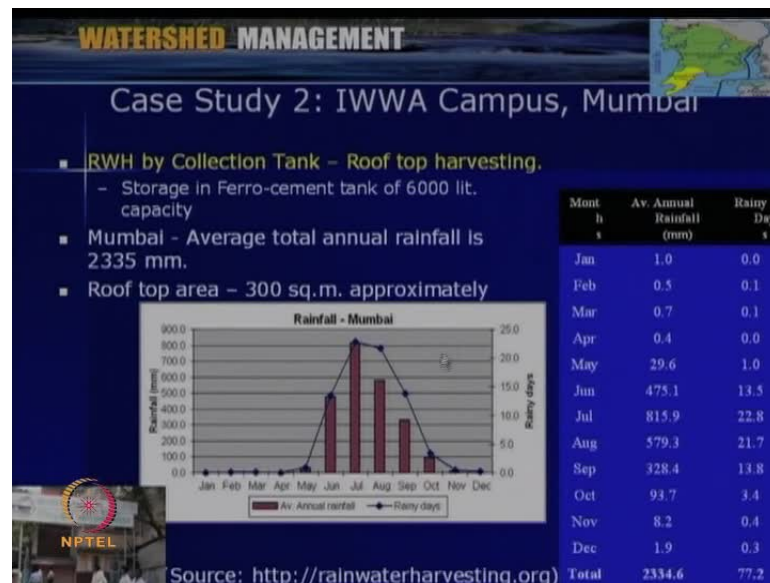 WATERSHED MANAGEMENT
Case Study 2: IWWA Campus, Mumbai
RWH by Collection Tank – Roof top harvesting.
– Storage in Ferro-cement tank of 6000 lit.
capacity
Mumbai - Average total annual rainfall is
2335 mm.
Roof top area – 300 sq.m. approximately
Rainfall - Mumbai
Rainfall (mm)
900.0
800.0
700.0
600.0
500.0
400.0
300.0
200.0
100.0
0.0
25.0
20.0
15.0
10.0
5.0
0.0
Rainy days
Jan Feb Mar Apr May Jun Jul Aug Sep Oct Nov Dec
Av. Annual rainfall Rainy days
Mont Av. Annual Rainy
h Rainfall Da
s (mm) s
Jan 1.0 0.0
Feb 0.5 0.1
Mar 0.7 0.1
Apr 0.4 0.0
May 29.6 1.0
Jun 475.1 13.5
Jul 815.9 22.8
Aug 579.3 21.7
Sep 328.4 13.8
Oct 93.7 3.4
Nov 8.2 0.4
Dec 1.9 0.3
Total 2334.6 77.2
NPTEL
(Source: http://rainwaterharvesting.org)